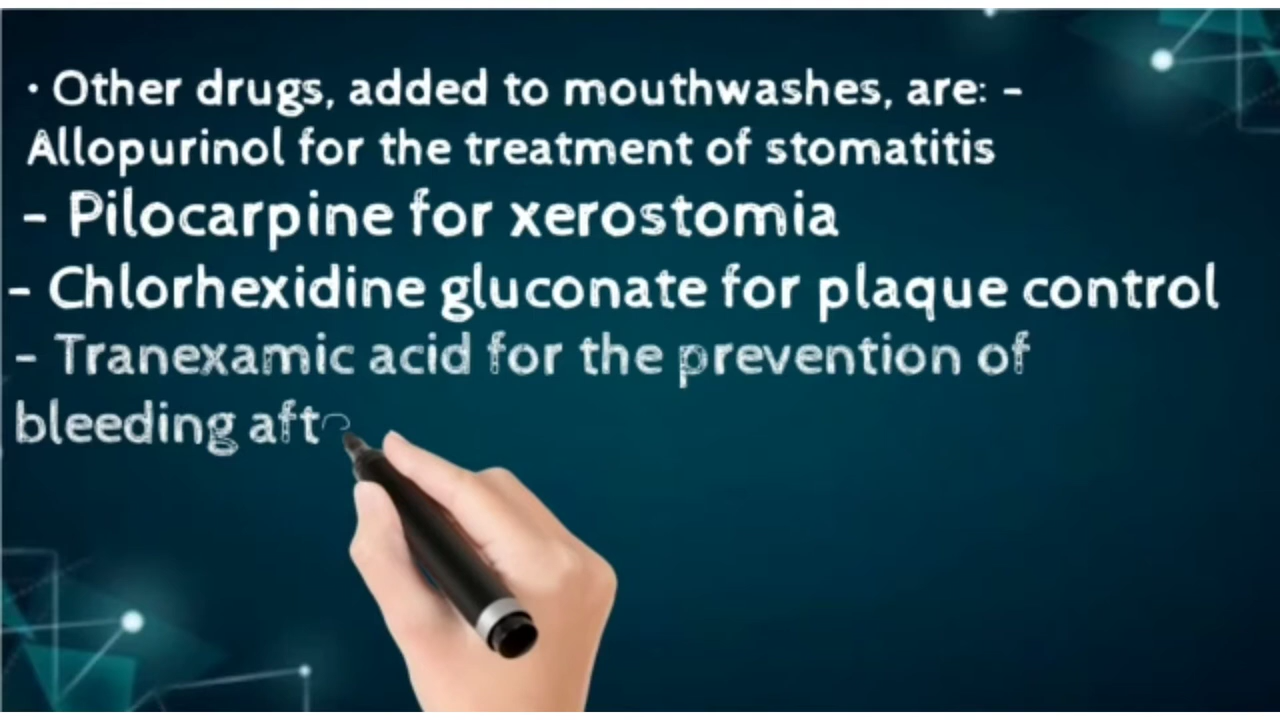 · Other drugs, added to mouthwashes, are: –
Allopurinol for the treatment of stomatitis
– Pilocarpine for xerostomia
– Chlorhexidine gluconate for plaque control
– Tranexamic acid for the prevention of
bleeding aft